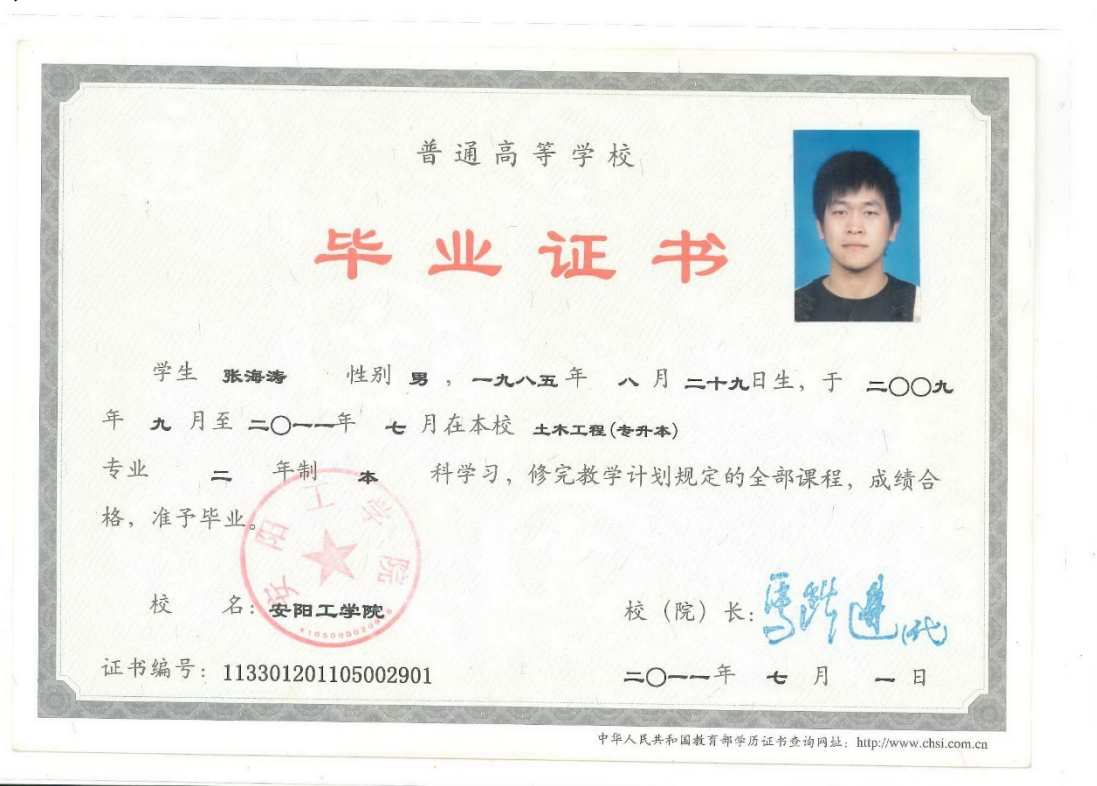 普通高等学校
毕业证书
学生 张海涛 性别 男 ，一九八五 年 八 月 二十九日生，于 二〇〇九
年 九 月至 二〇一一年 七 月在本校 土木工程(专升本)
专业 二 年制 本 科学习，修完教学计划规定的全部课程，成绩合
格，准予毕业。
安阳工学院
校 名：安阳工学院
校（院）长：
(代)
证书编号：113301201105002901
二〇一一年 七 月 一 日
中华人民共和国教育部学历证书查询网址：http://www.chsi.com.cn